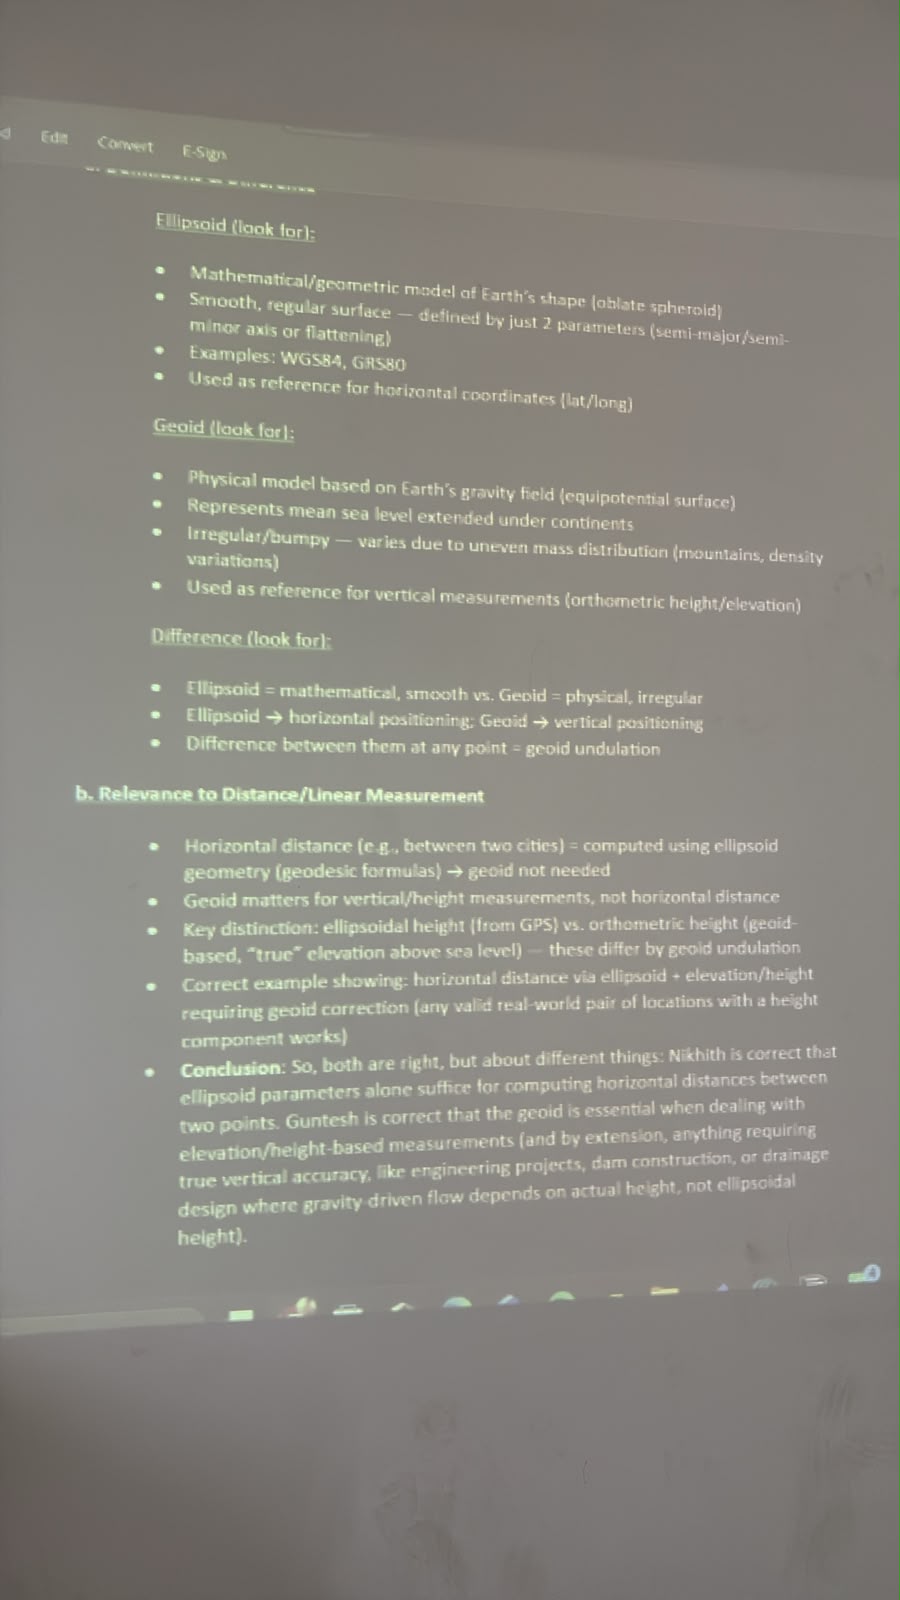 Edit Convert E-Sign
Ellipsoid (look for):
• Mathematical/geometric model of Earth's shape (oblate spheroid)
• Smooth, regular surface — defined by just 2 parameters (semi-major/semi-
minor axis or flattening)
• Examples: WGS84, GRS80
• Used as reference for horizontal coordinates (lat/long)
Geoid (look for):
• Physical model based on Earth's gravity field (equipotential surface)
• Represents mean sea level extended under continents
• Irregular/bumpy — varies due to uneven mass distribution (mountains, density
variations)
• Used as reference for vertical measurements (orthometric height/elevation)
Difference (look for):
• Ellipsoid = mathematical, smooth vs. Geoid = physical, irregular
• Ellipsoid → horizontal positioning; Geoid → vertical positioning
• Difference between them at any point = geoid undulation
b. Relevance to Distance/Linear Measurement
• Horizontal distance (e.g., between two cities) = computed using ellipsoid
geometry (geodesic formulas) → geoid not needed
• Geoid matters for vertical/height measurements, not horizontal distance
• Key distinction: ellipsoidal height (from GPS) vs. orthometric height (geoid-
based, "true" elevation above sea level) — these differ by geoid undulation
• Correct example showing: horizontal distance via ellipsoid + elevation/height
requiring geoid correction (any valid real-world pair of locations with a height
component works)
• Conclusion: So, both are right, but about different things: Nikhith is correct that
ellipsoid parameters alone suffice for computing horizontal distances between
two points. Guntesh is correct that the geoid is essential when dealing with
elevation/height-based measurements (and by extension, anything requiring
true vertical accuracy, like engineering projects, dam construction, or drainage
design where gravity-driven flow depends on actual height, not ellipsoidal
height).